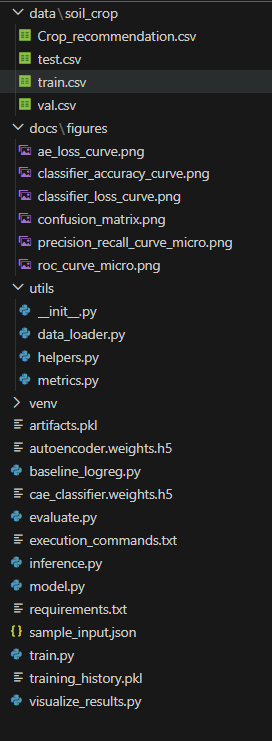 data\soil_crop
Crop_recommendation.csv
test.csv
train.csv
val.csv
docs\figures
ae_loss_curve.png
classifier_accuracy_curve.png
classifier_loss_curve.png
confusion_matrix.png
precision_recall_curve_micro.png
roc_curve_micro.png
utils
__init__.py
data_loader.py
helpers.py
metrics.py
venv
artifacts.pkl
autoencoder.weights.h5
baseline_logreg.py
cae_classifier.weights.h5
evaluate.py
execution_commands.txt
inference.py
model.py
requirements.txt
sample_input.json
train.py
training_history.pkl
visualize_results.py